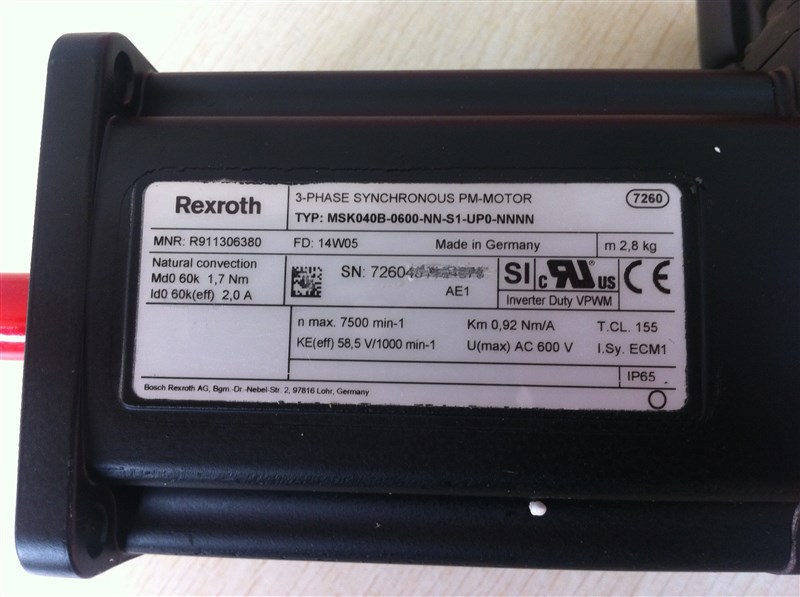 Rexroth
3-PHASE SYNCHRONOUS PM-MOTOR
7260
TYP: MSK040B-0600-NN-S1-UP0-NNNN
MNR: R911306380 FD: 14W05 Made in Germany m 2,8 kg
Natural convection
Md0 60k 1,7 Nm
Id0 60k(eff) 2,0 A
SN: 72604
AE1
SI c RU US CE
Inverter Duty VPWM
n max. 7500 min-1 Km 0,92 Nm/A T.CL. 155
KE(eff) 58,5 V/1000 min-1 U(max) AC 600 V I.Sy. ECM1
IP65
Bosch Rexroth AG, Bgm.-Dr.-Nebel-Str. 2, 97816 Lohr, Germany